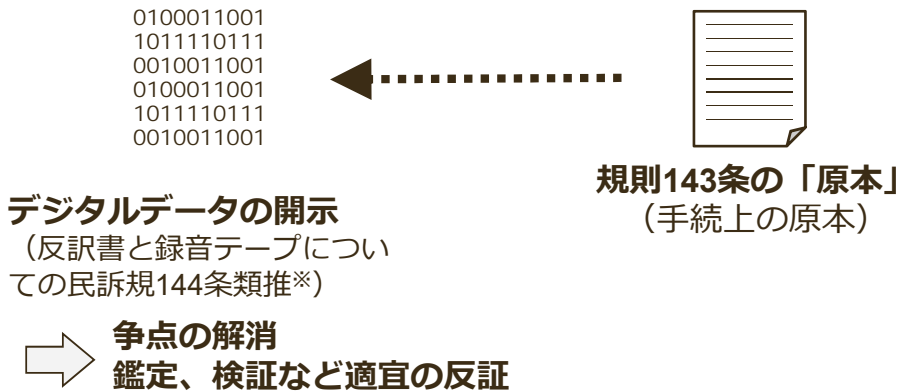 0100011001
1011110111
0010011001
0100011001
1011110111
0010011001
規則143条の「原本」
（手続上の原本）
デジタルデータの開示
（反訳書と録音テープについ
ての民訴規144条類推※）
争点の解消
鑑定、検証など適宜の反証